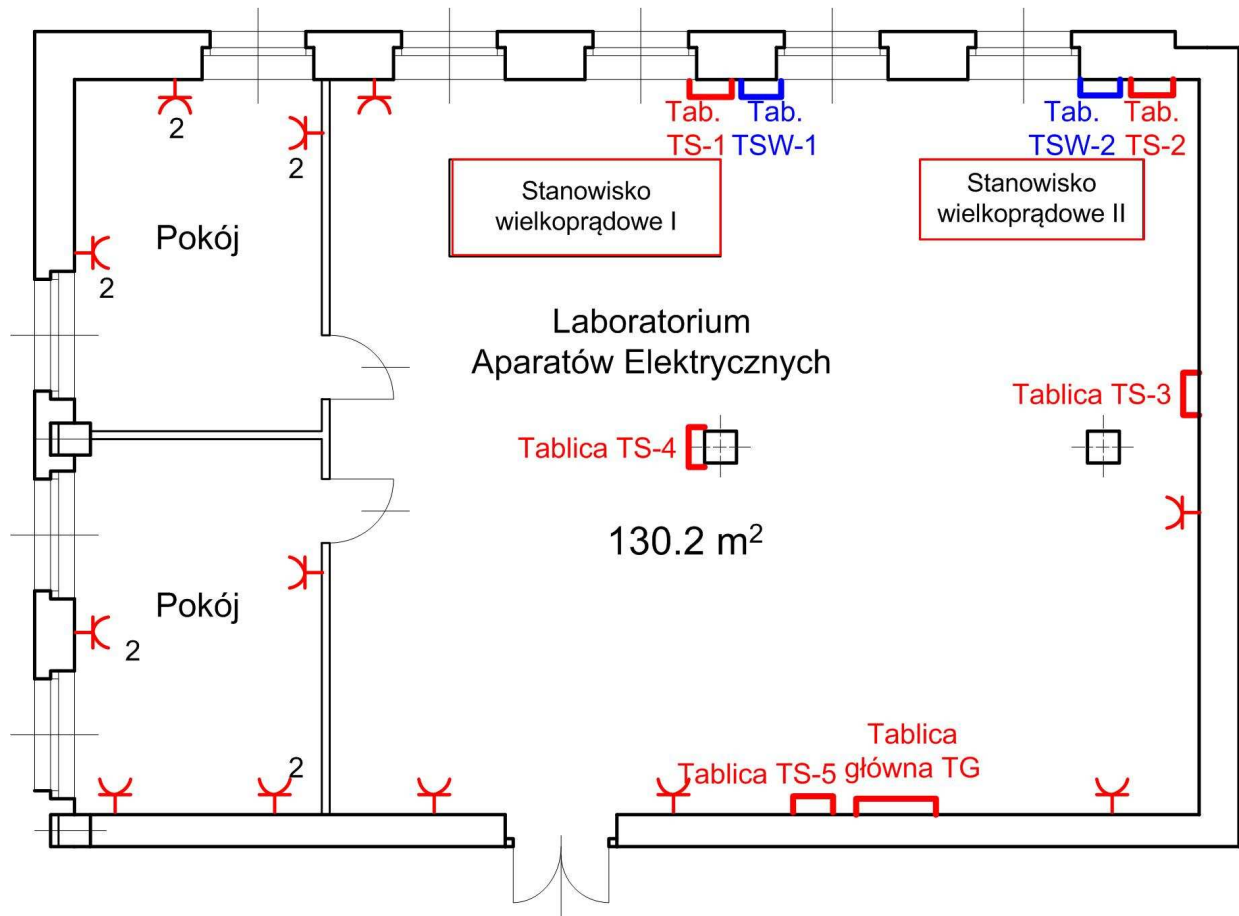 Tab.
TS-1
Tab.
TSW-1
Tab.
TSW-2
Tab.
TS-2
2
2
Stanowisko
wielkoprądowe I
Stanowisko
wielkoprądowe II
Pokój
2
Laboratorium
Aparatów Elektrycznych
Tablica TS-3
Tablica TS-4
130.2 m²
Pokój
2
2
Tablica TS-5
Tablica
główna TG